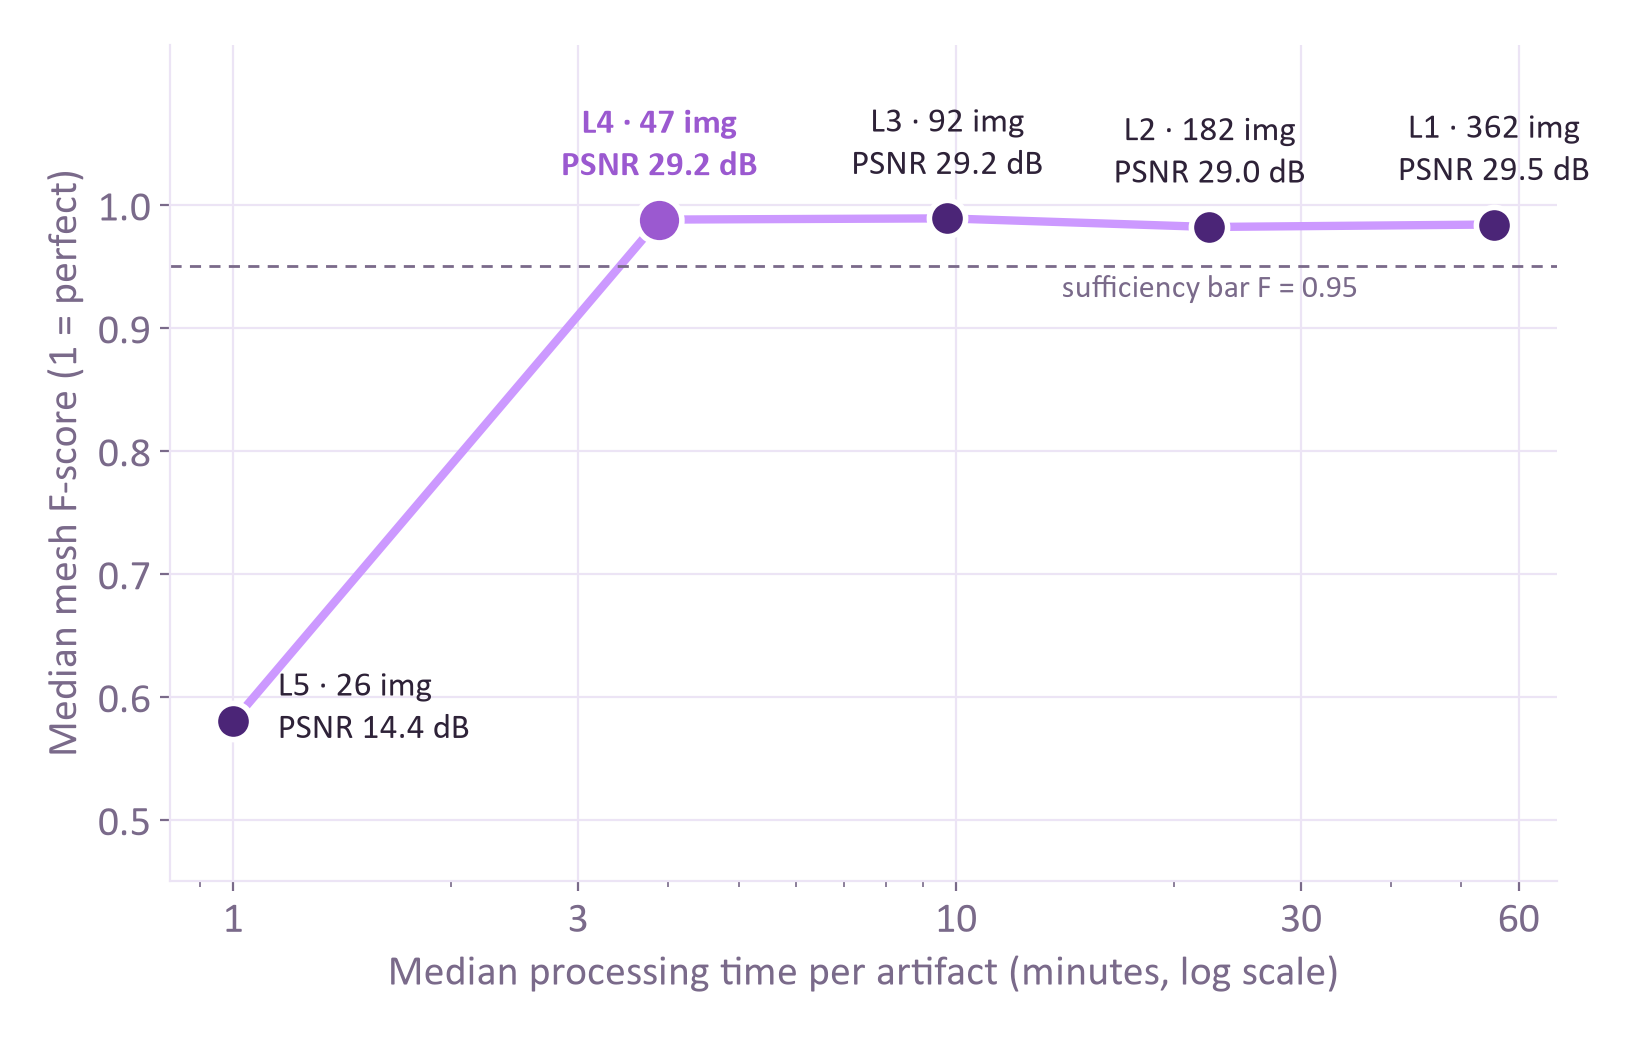 L4 · 47 img
PSNR 29.2 dB
L3 · 92 img
PSNR 29.2 dB
L2 · 182 img
PSNR 29.0 dB
L1 · 362 img
PSNR 29.5 dB
sufficiency bar F = 0.95
L5 · 26 img
PSNR 14.4 dB
Median mesh F-score (1 = perfect)
1.0
0.9
0.8
0.7
0.6
0.5
1
3
10
30
60
Median processing time per artifact (minutes, log scale)